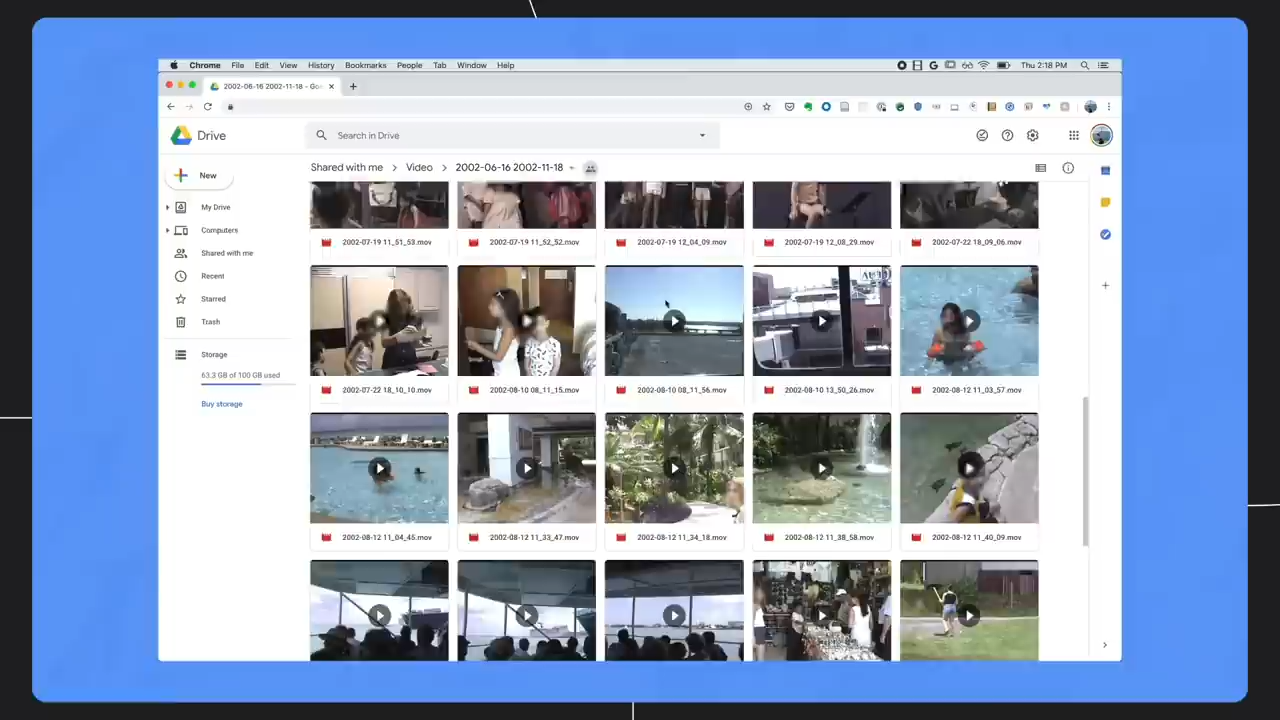 Chrome File Edit View History Bookmarks People Tab Window Help Thu 2:18 PM
2002-06-16 2002-11-18 - Goo
Drive
Search in Drive
Shared with me > Video > 2002-06-16 2002-11-18
New
My Drive
Computers
Shared with me
Recent
Starred
Trash
Storage
63.3 GB of 100 GB used
Buy storage
2002-07-19 11_51_53.mov
2002-07-19 11_52_52.mov
2002-07-19 12_04_09.mov
2002-07-19 12_08_29.mov
2002-07-22 18_09_06.mov
AUTO
2002-07-22 18_10_10.mov
2002-08-10 08_11_15.mov
2002-08-10 08_11_56.mov
2002-08-10 13_50_26.mov
2002-08-12 11_03_57.mov
2002-08-12 11_04_45.mov
2002-08-12 11_33_47.mov
2002-08-12 11_34_18.mov
2002-08-12 11_38_58.mov
2002-08-12 11_40_09.mov